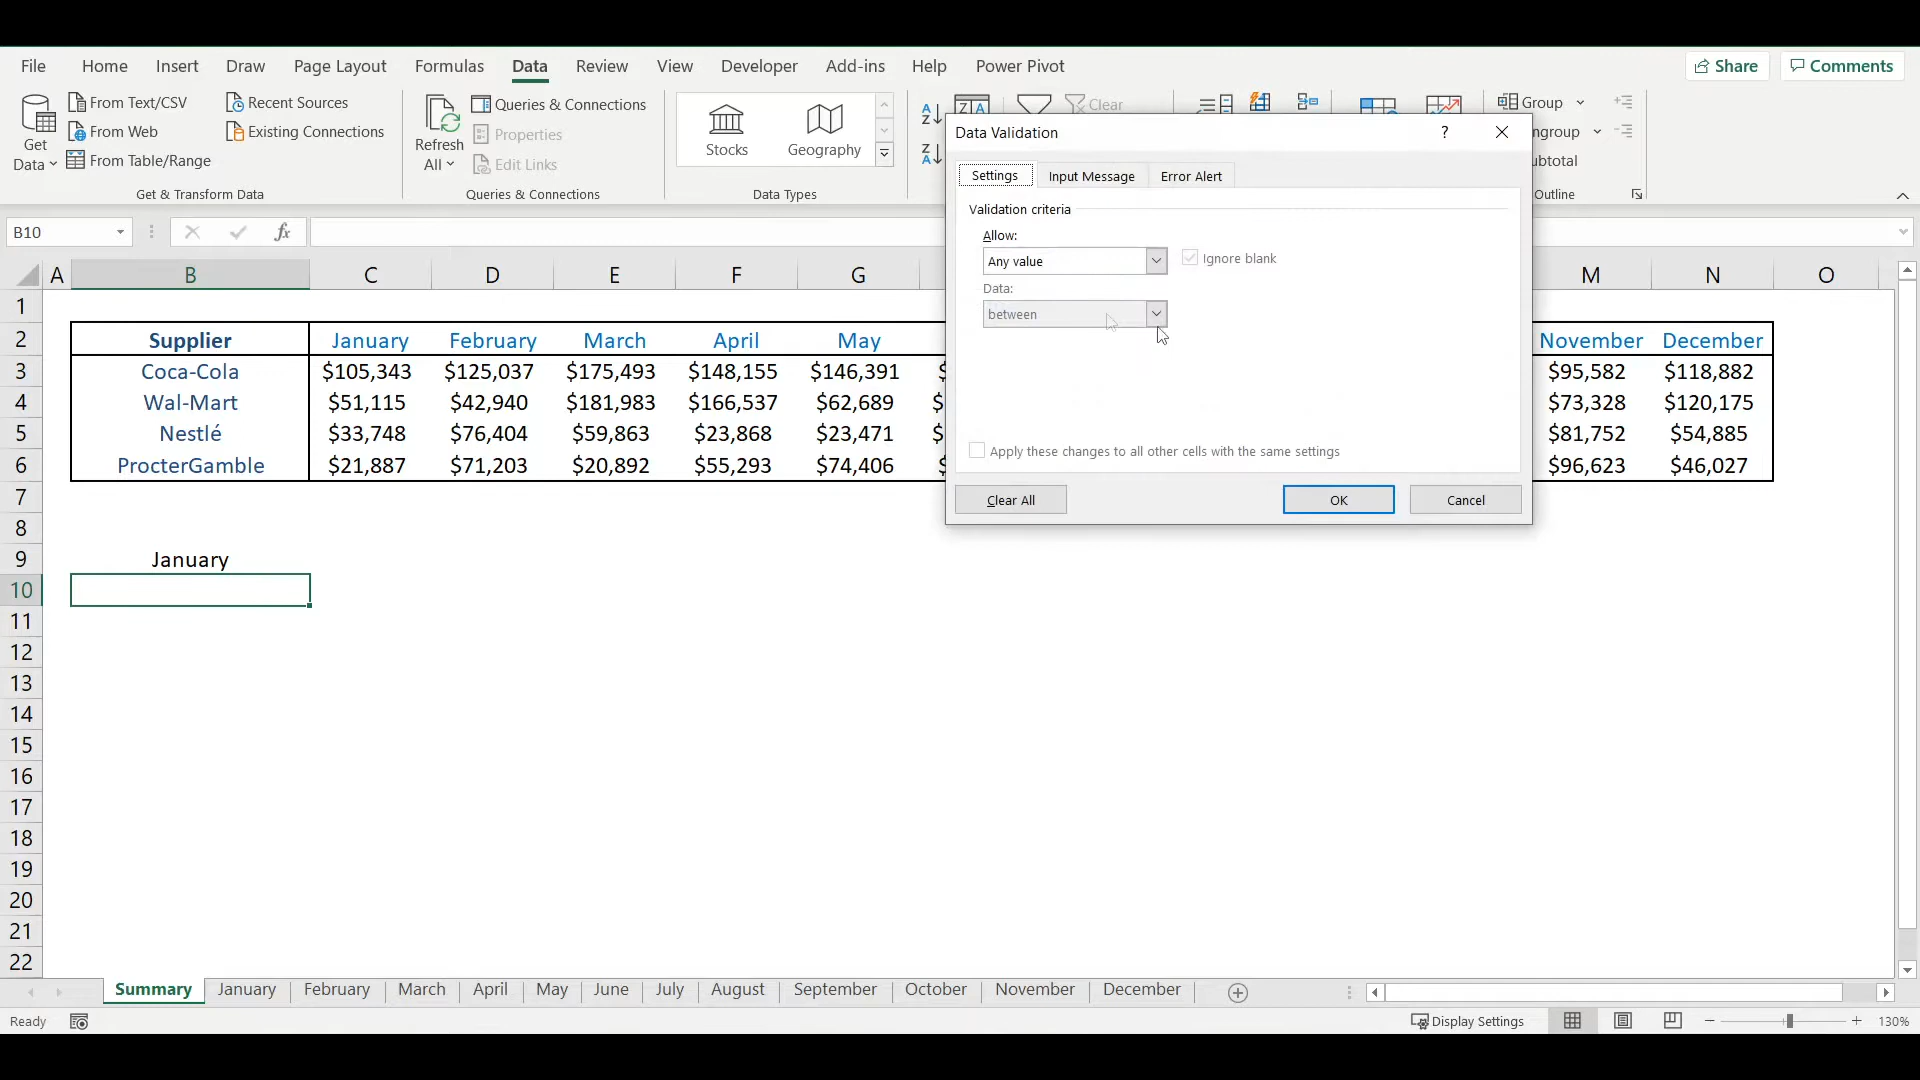 File Home Insert Draw Page Layout Formulas Data Review View Developer Add-ins Help Power Pivot Share Comments
Get Data
From Text/CSV
From Web
From Table/Range
Recent Sources
Existing Connections
Get & Transform Data
Refresh All
Queries & Connections
Properties
Edit Links
Queries & Connections
Stocks
Geography
Data Types
Clear
Group
ngroup
ubtotal
Outline
Data Validation
?
Settings Input Message Error Alert
Validation criteria
Allow:
Any value
Ignore blank
Data:
between
Apply these changes to all other cells with the same settings
Clear All OK Cancel
B10
fx
A B C D E F G M N O
1
2 Supplier January February March April May November December
3 Coca-Cola $105,343 $125,037 $175,493 $148,155 $146,391 $ $95,582 $118,882
4 Wal-Mart $51,115 $42,940 $181,983 $166,537 $62,689 $ $73,328 $120,175
5 Nestlé $33,748 $76,404 $59,863 $23,868 $23,471 $ $81,752 $54,885
6 ProcterGamble $21,887 $71,203 $20,892 $55,293 $74,406 $ $96,623 $46,027
7
8
9 January
10
11
12
13
14
15
16
17
18
19
20
21
22
Summary January February March April May June July August September October November December
Ready Display Settings 130%